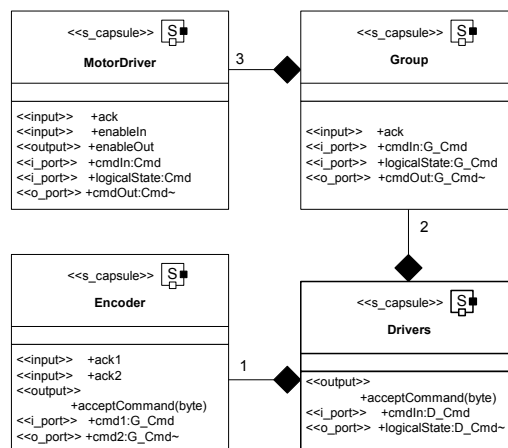 <<s_capsule>> S
MotorDriver
<<input>> +ack
<<input>> +enableIn
<<output>> +enableOut
<<i_port>> +cmdIn:Cmd
<<i_port>> +logicalState:Cmd
<<o_port>> +cmdOut:Cmd~
3
<<s_capsule>> S
Group
<<input>> +ack
<<i_port>> +cmdIn:G_Cmd
<<i_port>> +logicalState:G_Cmd
<<o_port>> +cmdOut:G_Cmd~
2
<<s_capsule>> S
Encoder
<<input>> +ack1
<<input>> +ack2
<<output>>
+acceptCommand(byte)
<<i_port>> +cmd1:G_Cmd
<<o_port>> +cmd2:G_Cmd~
1
<<s_capsule>> S
Drivers
<<output>>
+acceptCommand(byte)
<<i_port>> +cmdIn:D_Cmd
<<o_port>> +logicalState:D_Cmd~